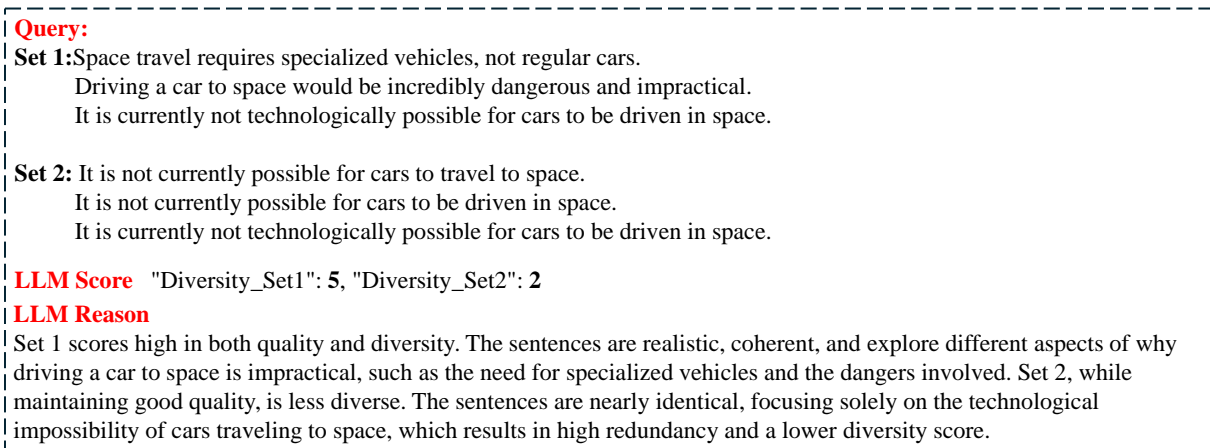 Query:
Set 1:Space travel requires specialized vehicles, not regular cars.
Driving a car to space would be incredibly dangerous and impractical.
It is currently not technologically possible for cars to be driven in space.
Set 2: It is not currently possible for cars to travel to space.
It is not currently possible for cars to be driven in space.
It is currently not technologically possible for cars to be driven in space.
LLM Score "Diversity_Set1": 5, "Diversity_Set2": 2
LLM Reason
Set 1 scores high in both quality and diversity. The sentences are realistic, coherent, and explore different aspects of why
driving a car to space is impractical, such as the need for specialized vehicles and the dangers involved. Set 2, while
maintaining good quality, is less diverse. The sentences are nearly identical, focusing solely on the technological
impossibility of cars traveling to space, which results in high redundancy and a lower diversity score.